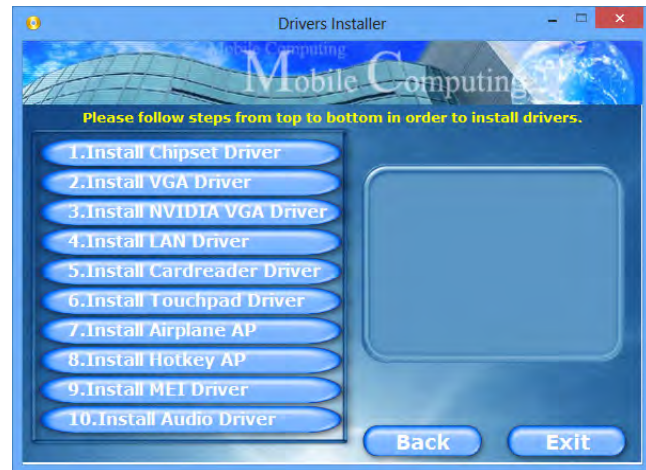 Drivers Installer
Mobile Computing
Mobile Computing
Please follow steps from top to bottom in order to install drivers.
1.Install Chipset Driver
2.Install VGA Driver
3.Install NVIDIA VGA Driver
4.Install LAN Driver
5.Install Cardreader Driver
6.Install Touchpad Driver
7.Install Airplane AP
8.Install Hotkey AP
9.Install MEI Driver
10.Install Audio Driver
Back
Exit